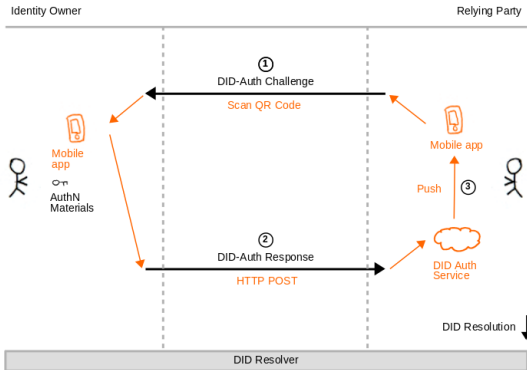 Identity Owner
Relying Party
1
DID-Auth Challenge
Scan QR Code
Mobile
app
AuthN
Materials
Mobile app
Push
3
2
DID-Auth Response
HTTP POST
DID Auth
Service
DID Resolution
DID Resolver